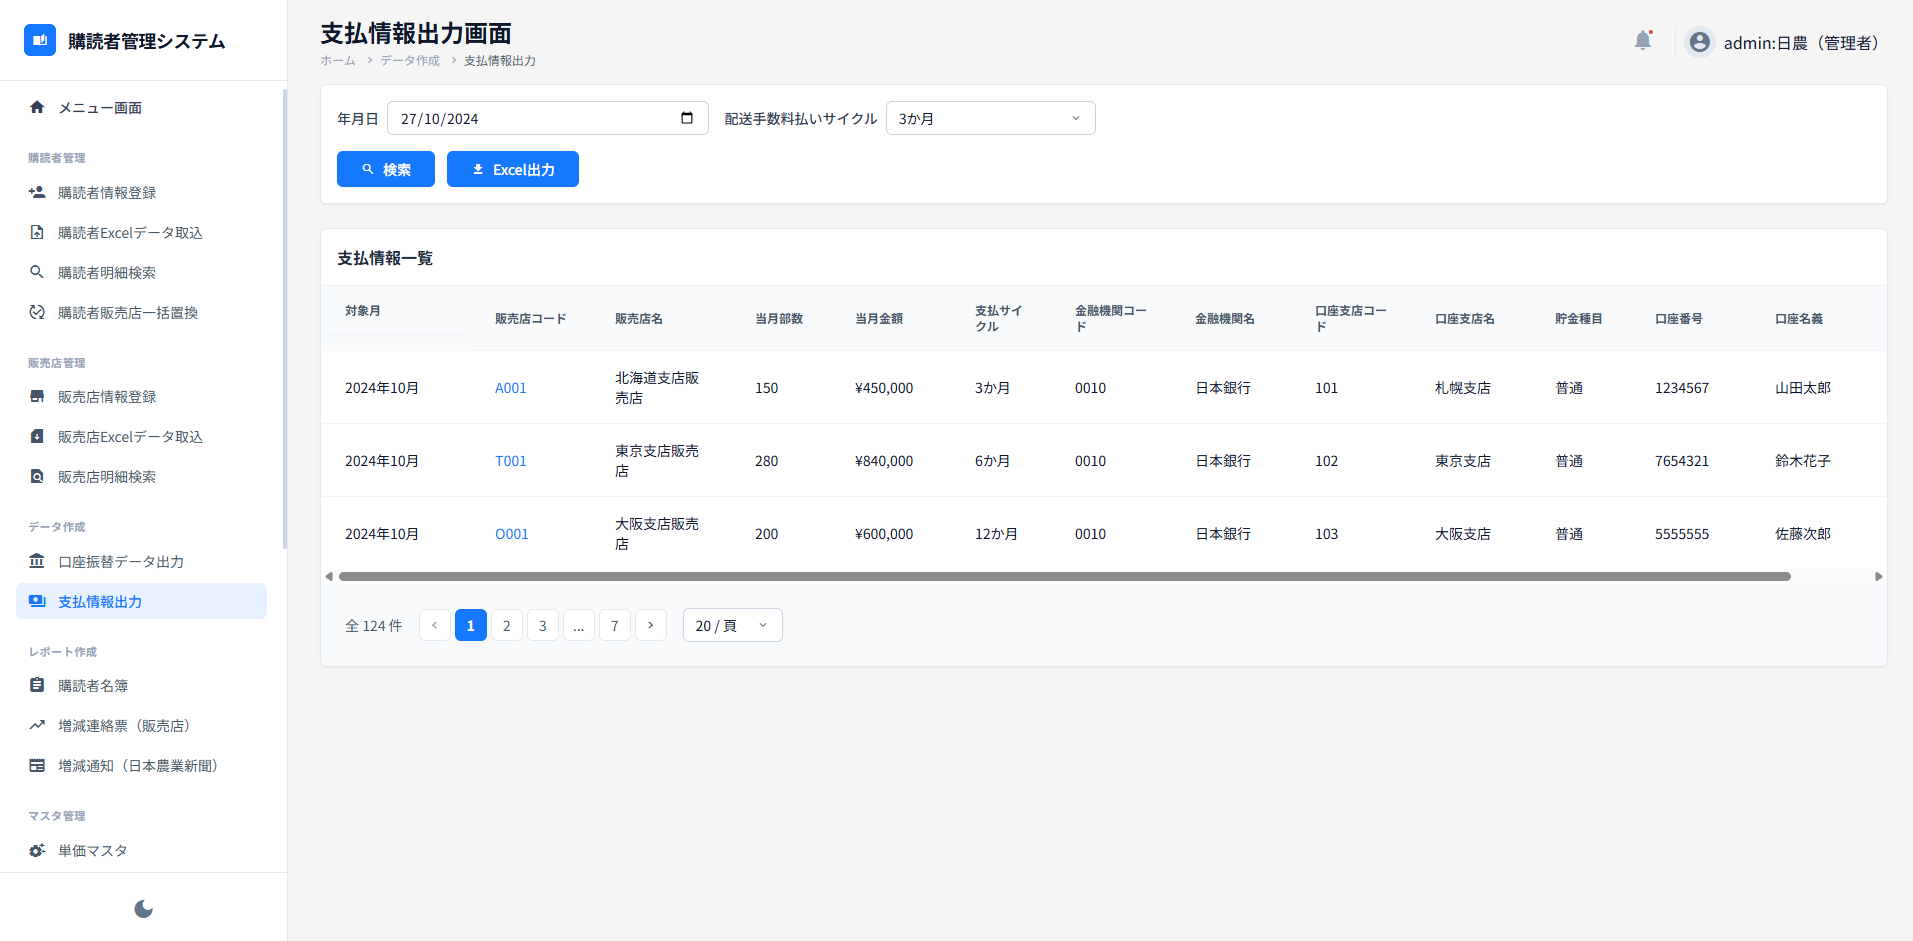 購読者管理システム
メニュー画面
購読者管理
購読者情報登録
購読者Excelデータ取込
購読者明細検索
購読者販売店一括置換
販売店管理
販売店情報登録
販売店Excelデータ取込
販売店明細検索
データ作成
口座振替データ出力
支払情報出力
レポート作成
購読者名簿
増減連絡票（販売店）
増減通知（日本農業新聞）
マスタ管理
単価マスタ
支払情報出力画面
ホーム > データ作成 > 支払情報出力
admin:日農（管理者）
年月日 27/10/2024 配送手数料払いサイクル 3か月
検索 Excel出力
支払情報一覧
対象月 販売店コード 販売店名 当月部数 当月金額 支払サイクル 金融機関コード 金融機関名 口座支店コード 口座支店名 貯金種目 口座番号 口座名義
2024年10月 A001 北海道支店販売店 150 ¥450,000 3か月 0010 日本銀行 101 札幌支店 普通 1234567 山田太郎
2024年10月 T001 東京支店販売店 280 ¥840,000 6か月 0010 日本銀行 102 東京支店 普通 7654321 鈴木花子
2024年10月 O001 大阪支店販売店 200 ¥600,000 12か月 0010 日本銀行 103 大阪支店 普通 5555555 佐藤次郎
全 124 件 < 1 2 3 ... 7 > 20 / 頁